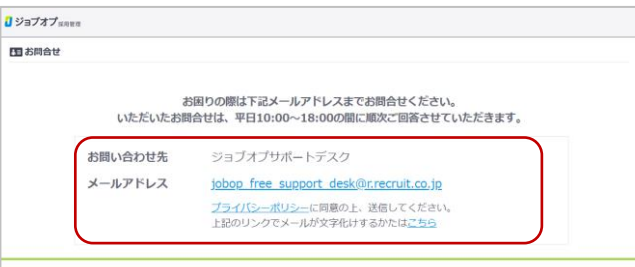 ジョブオプ採用管理
お問合せ
お困りの際は下記メールアドレスまでお問合せください。
いただいたお問合せは、平日10:00～18:00の間に順次ご回答させていただきます。
お問い合わせ先 ジョブオプサポートデスク
メールアドレス jobop_free_support_desk@r.recruit.co.jp
プライバシーポリシーに同意の上、送信してください。
上記のリンクでメールが文字化けするかたはこちら